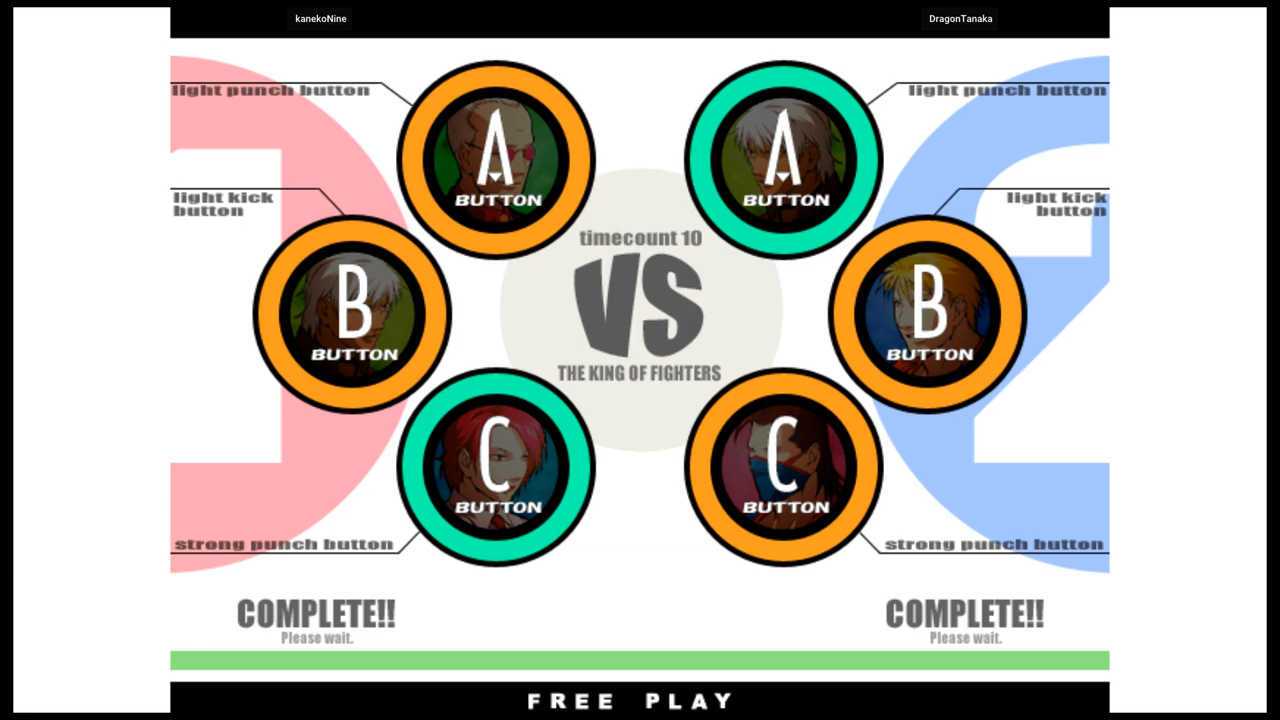 kanekoNine
DragonTanaka
light punch button
light punch button
A
BUTTON
A
BUTTON
light kick
button
light kick
button
timecount 10
VS
THE KING OF FIGHTERS
B
BUTTON
B
BUTTON
C
BUTTON
C
BUTTON
strong punch button
strong punch button
COMPLETE!!
Please wait.
COMPLETE!!
Please wait.
FREE PLAY